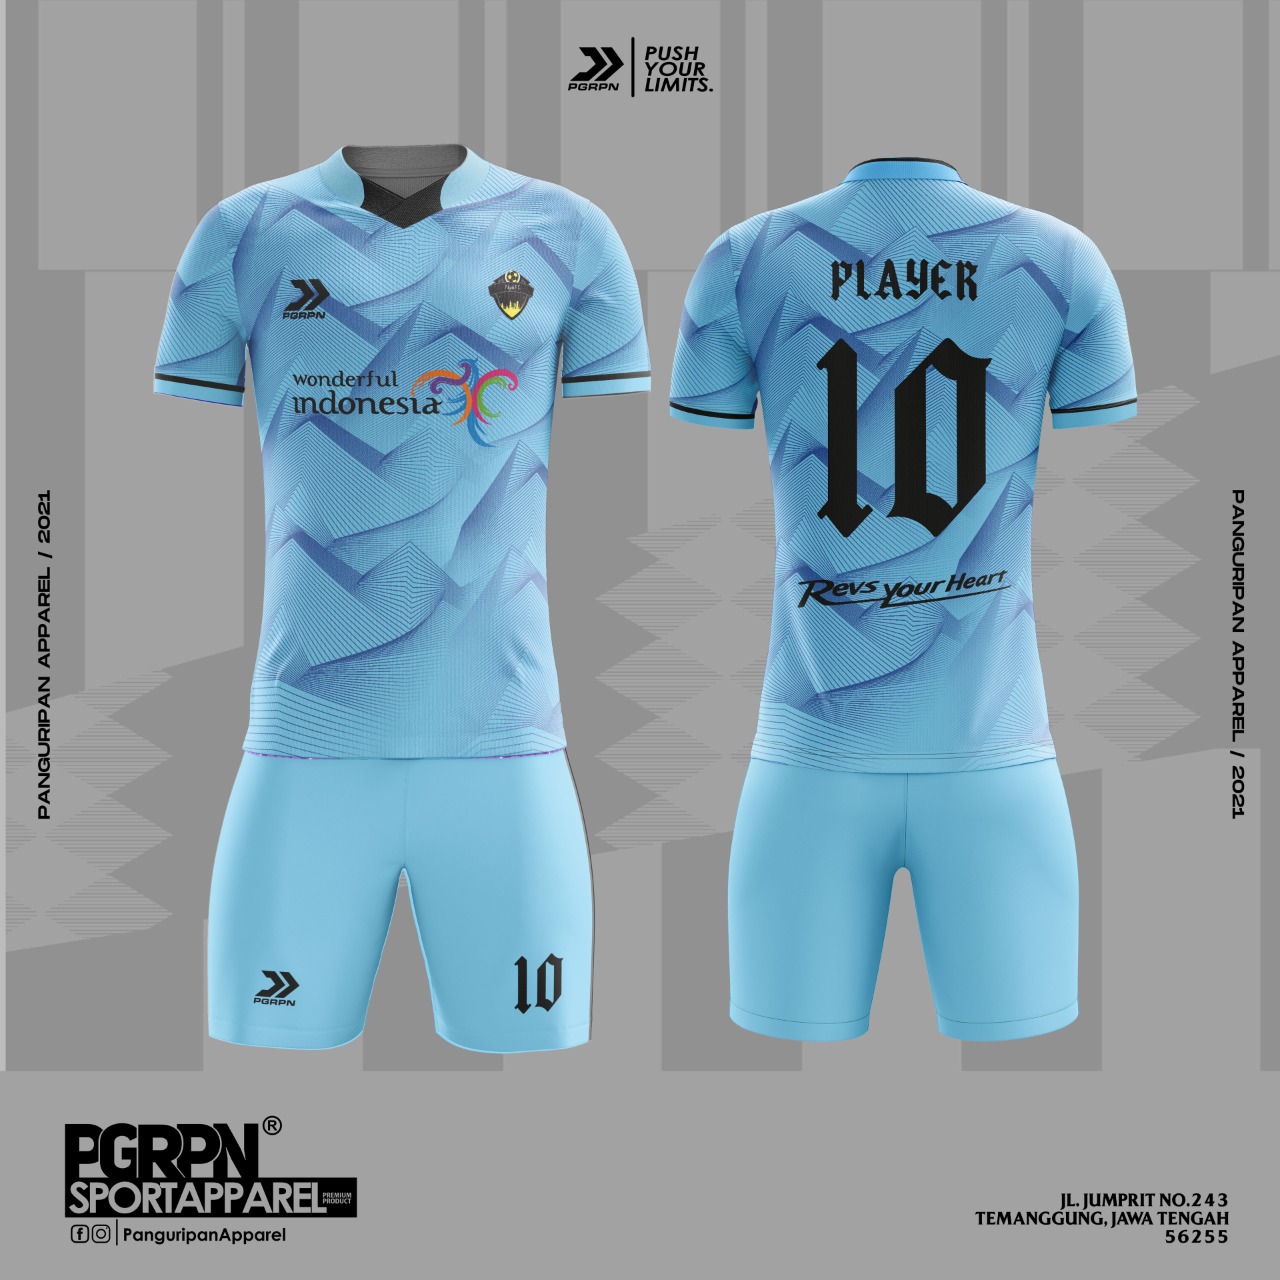 PGRPN
PUSH
YOUR
LIMITS.
PGRPN
wonderful
indonesia
PLAYER
10
Revs Your Heart
PANGURIPAN APPAREL / 2021
PANGURIPAN APPAREL / 2021
PGRPN
10
PGRPN®
SPORTAPPAREL
PREMIUM
PRODUCT
PanguripanApparel
JL. JUMPRIT NO.243
TEMANGGUNG, JAWA TENGAH
56255